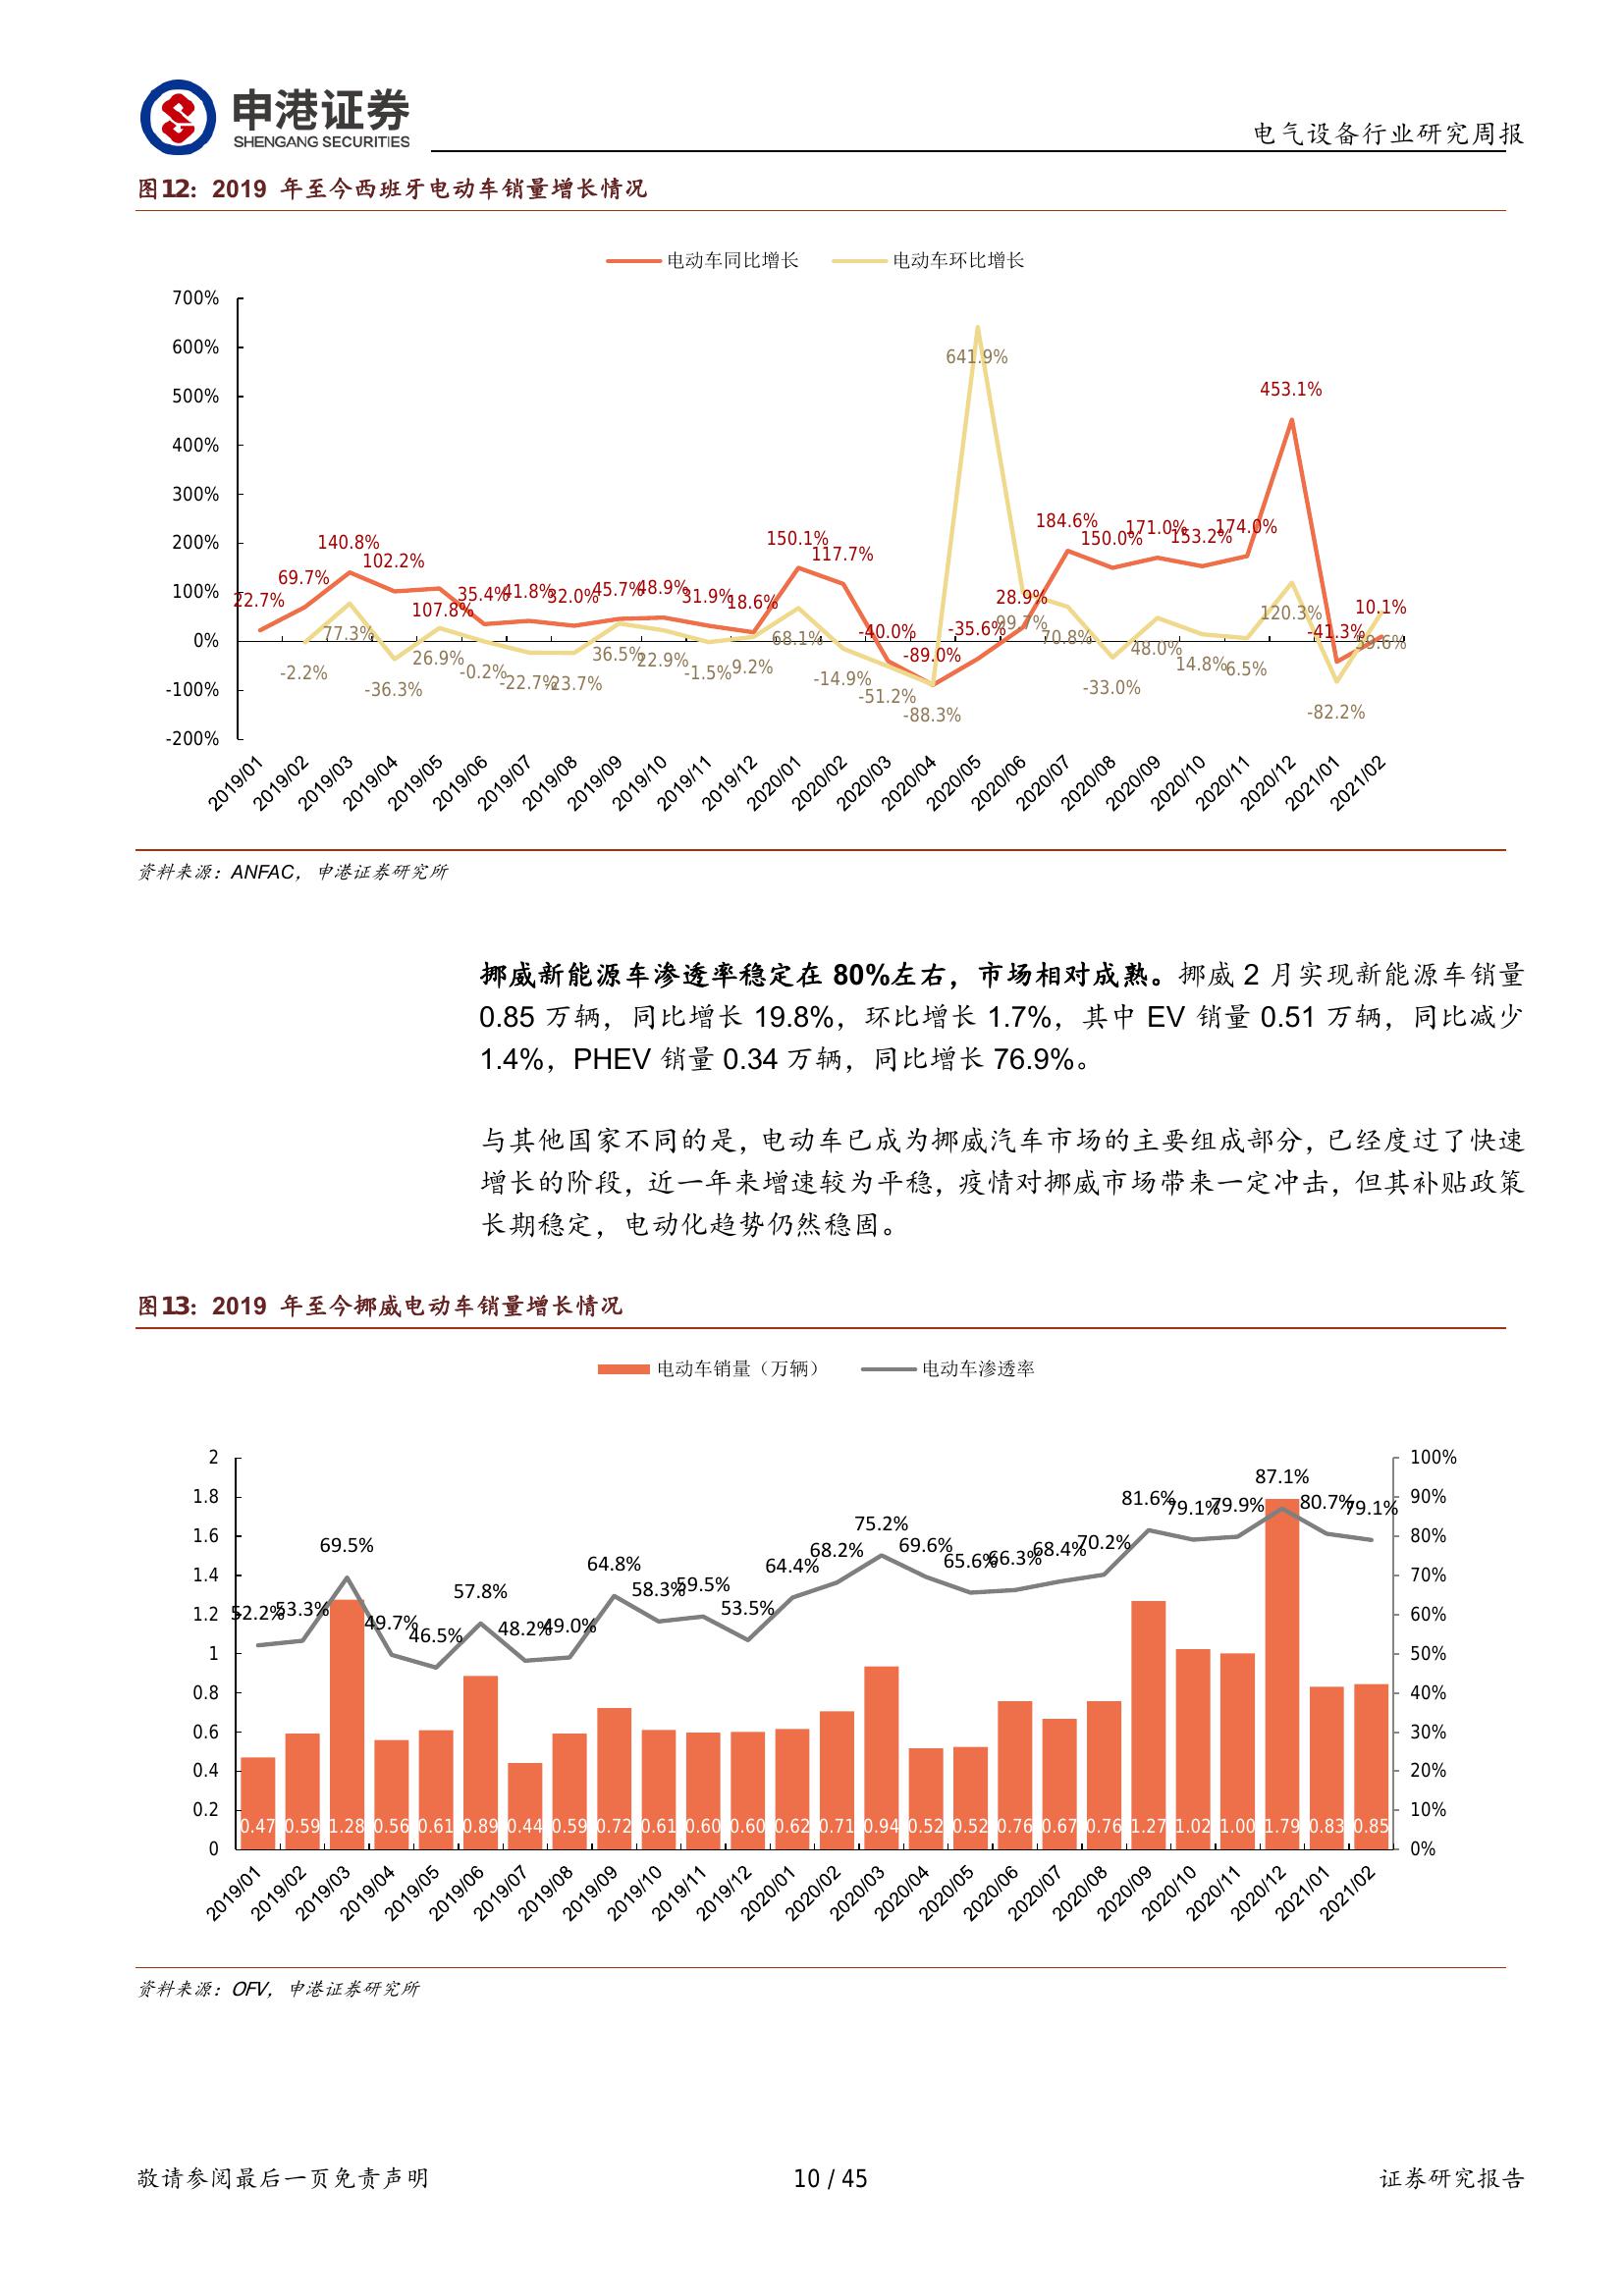 申港证券
SHENGANG SECURITIES
电气设备行业研究周报
图12：2019 年至今西班牙电动车销量增长情况
电动车同比增长 电动车环比增长
700%
600%
500%
400%
300%
200%
100%
0%
-100%
-200%
22.7% 69.7% 140.8% 102.2% 107.8% 35.4% 41.8% 32.0% 45.7% 48.9% 31.9% 18.6% 150.1% 117.7% -40.0% -89.0% -35.6% 28.9% 184.6% 150.0% 171.0% 153.2% 174.0% 453.1% -41.3% 10.1%
-2.2% 77.3% -36.3% 26.9% -0.2% -22.7% -23.7% 36.5% 22.9% -1.5% 9.2% 68.1% -14.9% -51.2% -88.3% 641.9% 99.7% 70.8% -33.0% 48.0% 14.8% 6.5% 120.3% -82.2% 59.6%
2019/01 2019/02 2019/03 2019/04 2019/05 2019/06 2019/07 2019/08 2019/09 2019/10 2019/11 2019/12 2020/01 2020/02 2020/03 2020/04 2020/05 2020/06 2020/07 2020/08 2020/09 2020/10 2020/11 2020/12 2021/01 2021/02
资料来源：ANFAC，申港证券研究所
挪威新能源车渗透率稳定在 80%左右，市场相对成熟。挪威 2 月实现新能源车销量
0.85 万辆，同比增长 19.8%，环比增长 1.7%，其中 EV 销量 0.51 万辆，同比减少
1.4%，PHEV 销量 0.34 万辆，同比增长 76.9%。
与其他国家不同的是，电动车已成为挪威汽车市场的主要组成部分，已经度过了快速
增长的阶段，近一年来增速较为平稳，疫情对挪威市场带来一定冲击，但其补贴政策
长期稳定，电动化趋势仍然稳固。
图13：2019 年至今挪威电动车销量增长情况
电动车销量（万辆） 电动车渗透率
2
1.8
1.6
1.4
1.2
1
0.8
0.6
0.4
0.2
0
52.2% 53.3% 69.5% 49.7% 46.5% 57.8% 48.2% 49.0% 64.8% 58.3% 59.5% 53.5% 64.4% 68.2% 75.2% 69.6% 65.6% 66.3% 68.4% 70.2% 81.6% 79.1% 79.9% 87.1% 80.7% 79.1%
0.47 0.59 1.28 0.56 0.61 0.89 0.44 0.59 0.72 0.61 0.60 0.60 0.62 0.71 0.94 0.52 0.52 0.76 0.67 0.76 1.27 1.02 1.00 1.79 0.83 0.85
100%
90%
80%
70%
60%
50%
40%
30%
20%
10%
0%
2019/01 2019/02 2019/03 2019/04 2019/05 2019/06 2019/07 2019/08 2019/09 2019/10 2019/11 2019/12 2020/01 2020/02 2020/03 2020/04 2020/05 2020/06 2020/07 2020/08 2020/09 2020/10 2020/11 2020/12 2021/01 2021/02
资料来源：OFV，申港证券研究所
敬请参阅最后一页免责声明
10 / 45
证券研究报告